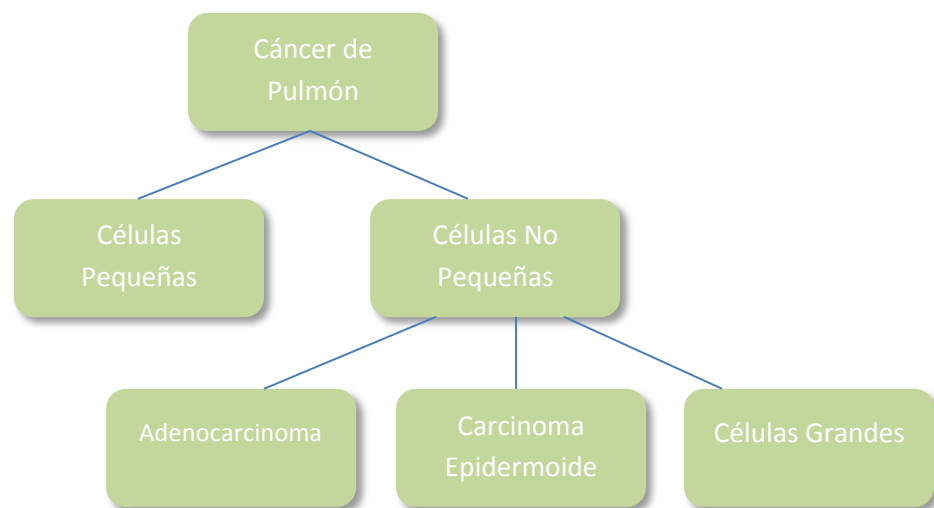 Cáncer de
Pulmón
Células
Pequeñas
Células No
Pequeñas
Adenocarcinoma
Carcinoma
Epidermoide
Células Grandes